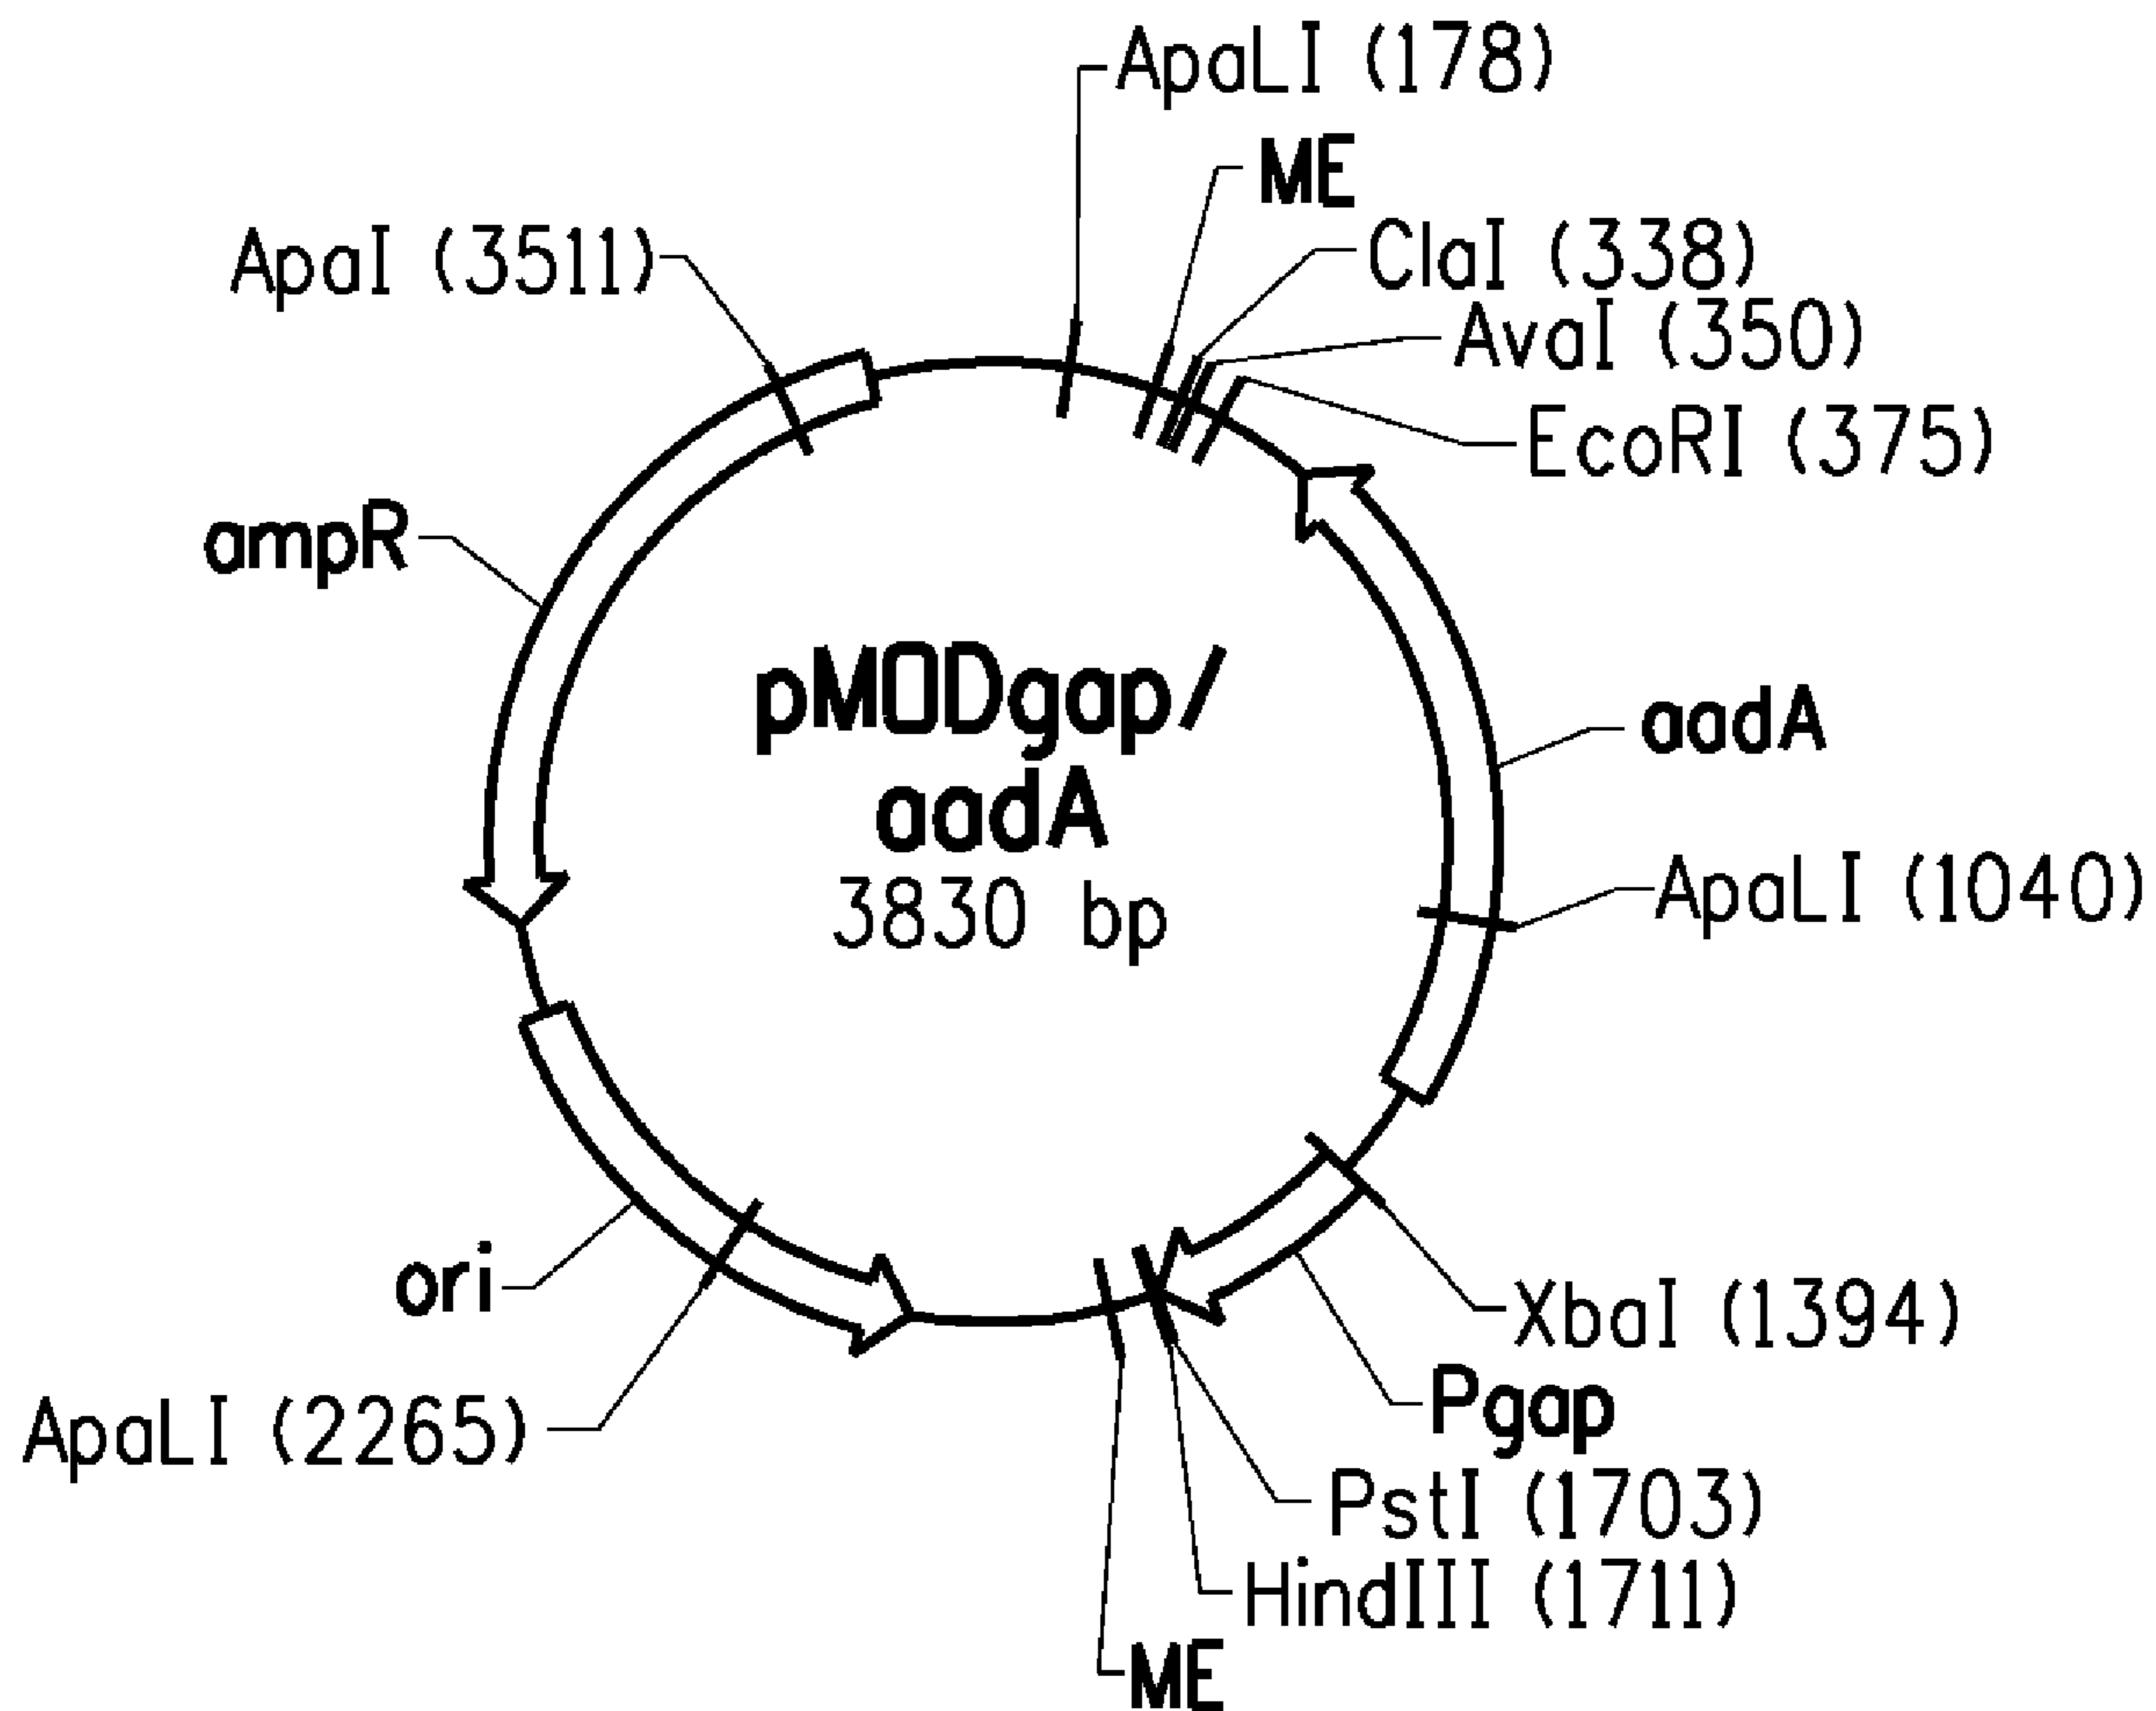 ApaLI (178)
ME
ClaI (338)
ApaI (3511)
AvaI (350)
EcoRI (375)
ampR
pMODgap/
aadA
3830 bp
aadA
ApaLI (1040)
ori
XbaI (1394)
Pgap
ApaLI (2265)
PstI (1703)
HindIII (1711)
ME